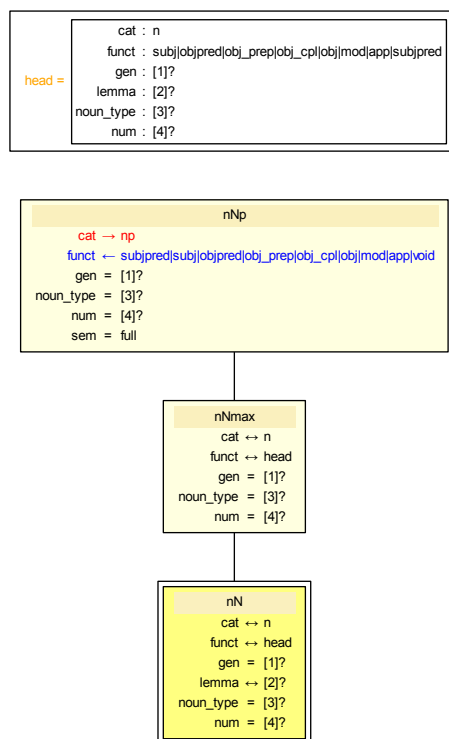 head =
cat : n
funct : subj|objpred|obj_prep|obj_cpl|obj|mod|app|subjpred
gen : [1]?
lemma : [2]?
noun_type : [3]?
num : [4]?
nNp
cat → np
funct ← subjpred|subj|objpred|obj_prep|obj_cpl|obj|mod|app|void
gen = [1]?
noun_type = [3]?
num = [4]?
sem = full
nNmax
cat ↔ n
funct ↔ head
gen = [1]?
noun_type = [3]?
num = [4]?
nN
cat ↔ n
funct ↔ head
gen = [1]?
lemma ↔ [2]?
noun_type = [3]?
num = [4]?